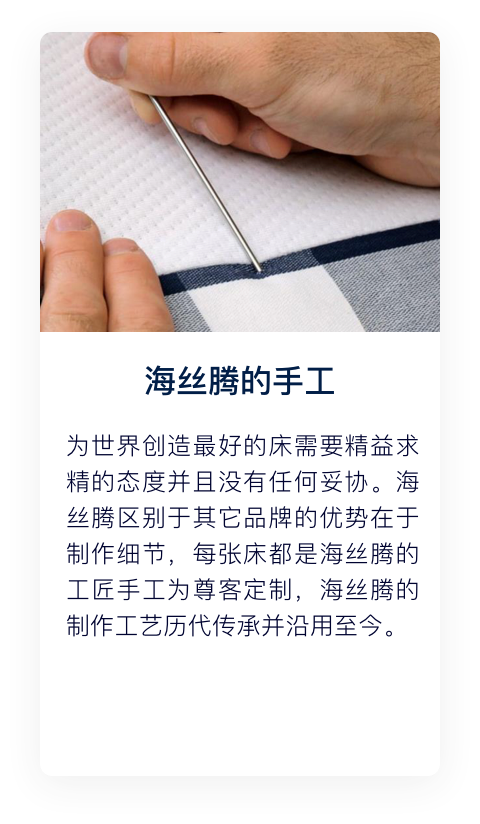 海丝腾的手工
为世界创造最好的床需要精益求
精的态度并且没有任何妥协。海
丝腾区别于其它品牌的优势在于
制作细节，每张床都是海丝腾的
工匠手工为尊客定制，海丝腾的
制作工艺历代传承并沿用至今。